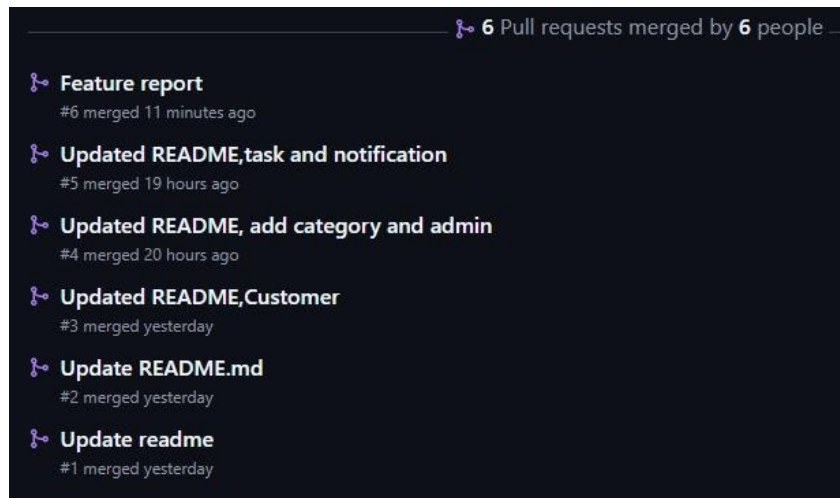 6 Pull requests merged by 6 people
Feature report
#6 merged 11 minutes ago
Updated README,task and notification
#5 merged 19 hours ago
Updated README, add category and admin
#4 merged 20 hours ago
Updated README,Customer
#3 merged yesterday
Update README.md
#2 merged yesterday
Update readme
#1 merged yesterday